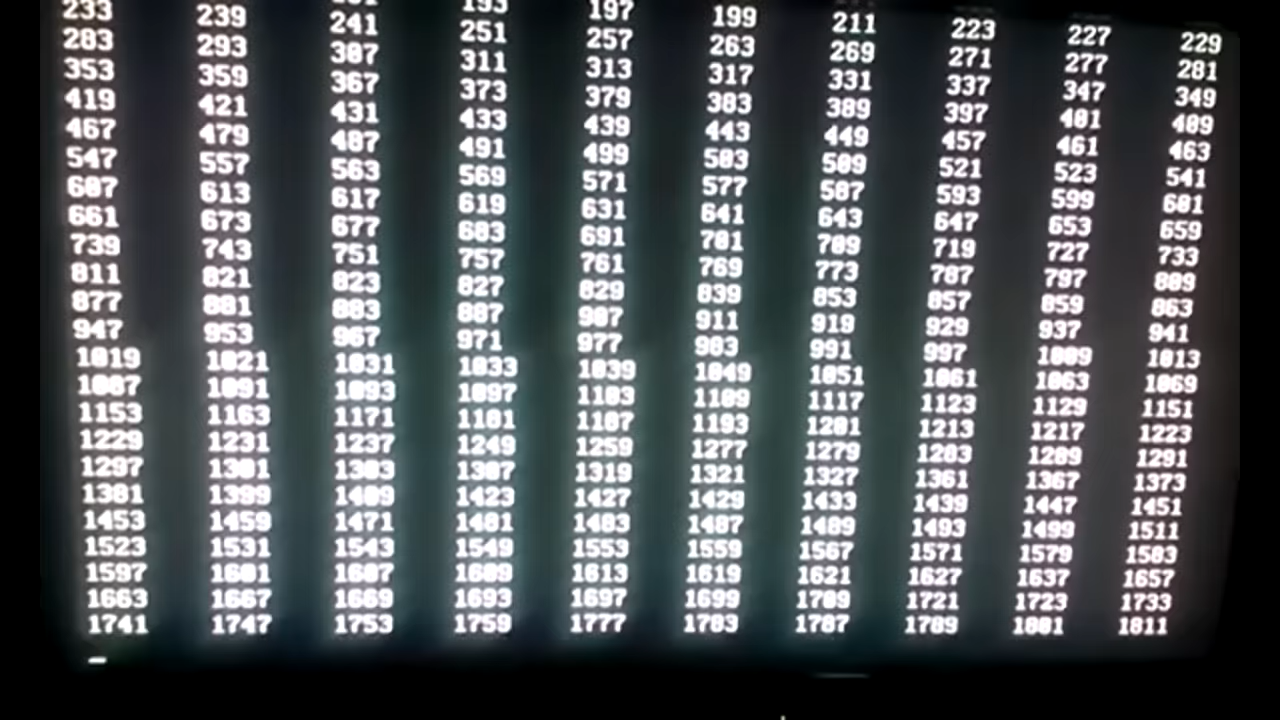 193 197 199 211 223 227 229
233 239 241 251 257 263 269 271 277 281
283 293 307 311 313 317 331 337 347 349
353 359 367 373 379 383 389 397 401 409
419 421 431 433 439 443 449 457 461 463
467 479 487 491 499 503 509 521 523 541
547 557 563 569 571 577 587 593 599 601
607 613 617 619 631 641 643 647 653 659
661 673 677 683 691 701 709 719 727 733
739 743 751 757 761 769 773 787 797 809
811 821 823 827 829 839 853 857 859 863
877 881 883 887 907 911 919 929 937 941
947 953 967 971 977 983 991 997 1009 1013
1019 1021 1031 1033 1039 1049 1051 1061 1063 1069
1087 1091 1093 1097 1103 1109 1117 1123 1129 1151
1153 1163 1171 1181 1187 1193 1201 1213 1217 1223
1229 1231 1237 1249 1259 1277 1279 1283 1289 1291
1297 1301 1303 1307 1319 1321 1327 1361 1367 1373
1381 1399 1409 1423 1427 1429 1433 1439 1447 1451
1453 1459 1471 1481 1483 1487 1489 1493 1499 1511
1523 1531 1543 1549 1553 1559 1567 1571 1579 1583
1597 1601 1607 1609 1613 1619 1621 1627 1637 1657
1663 1667 1669 1693 1697 1699 1709 1721 1723 1733
1741 1747 1753 1759 1777 1783 1787 1789 1801 1811